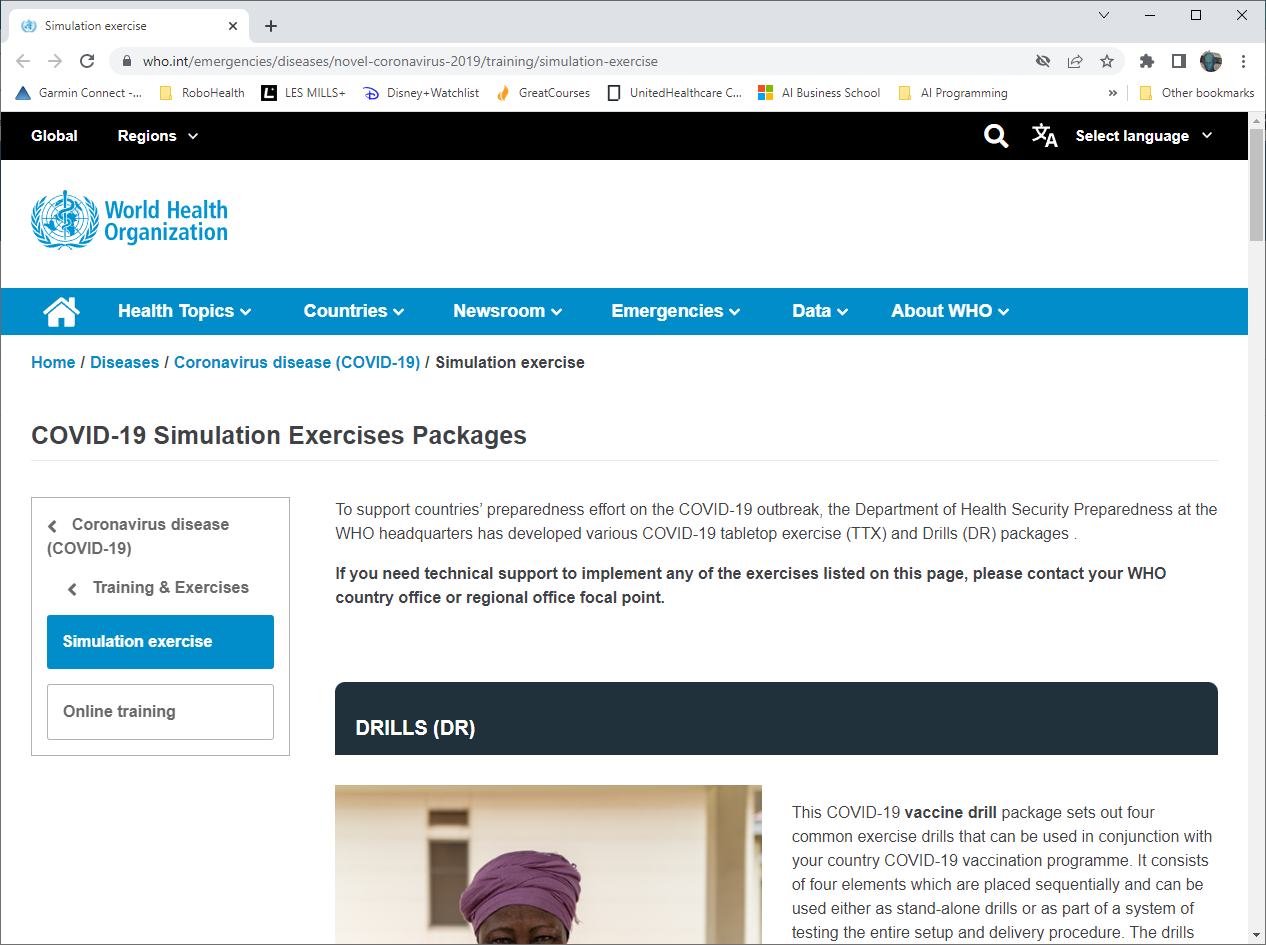 Simulation exercise
who.int/emergencies/diseases/novel-coronavirus-2019/training/simulation-exercise
Garmin Connect -... RoboHealth LES MILLS+ Disney+Watchlist GreatCourses UnitedHealthcare C... AI Business School AI Programming » Other bookmarks
Global Regions Select language
World Health
Organization
Health Topics Countries Newsroom Emergencies Data About WHO
Home / Diseases / Coronavirus disease (COVID-19) / Simulation exercise
COVID-19 Simulation Exercises Packages
Coronavirus disease
(COVID-19)
Training & Exercises
Simulation exercise
Online training
To support countries’ preparedness effort on the COVID-19 outbreak, the Department of Health Security Preparedness at the
WHO headquarters has developed various COVID-19 tabletop exercise (TTX) and Drills (DR) packages .
If you need technical support to implement any of the exercises listed on this page, please contact your WHO
country office or regional office focal point.
DRILLS (DR)
This COVID-19 vaccine drill package sets out four
common exercise drills that can be used in conjunction with
your country COVID-19 vaccination programme. It consists
of four elements which are placed sequentially and can be
used either as stand-alone drills or as part of a system of
testing the entire setup and delivery procedure. The drills